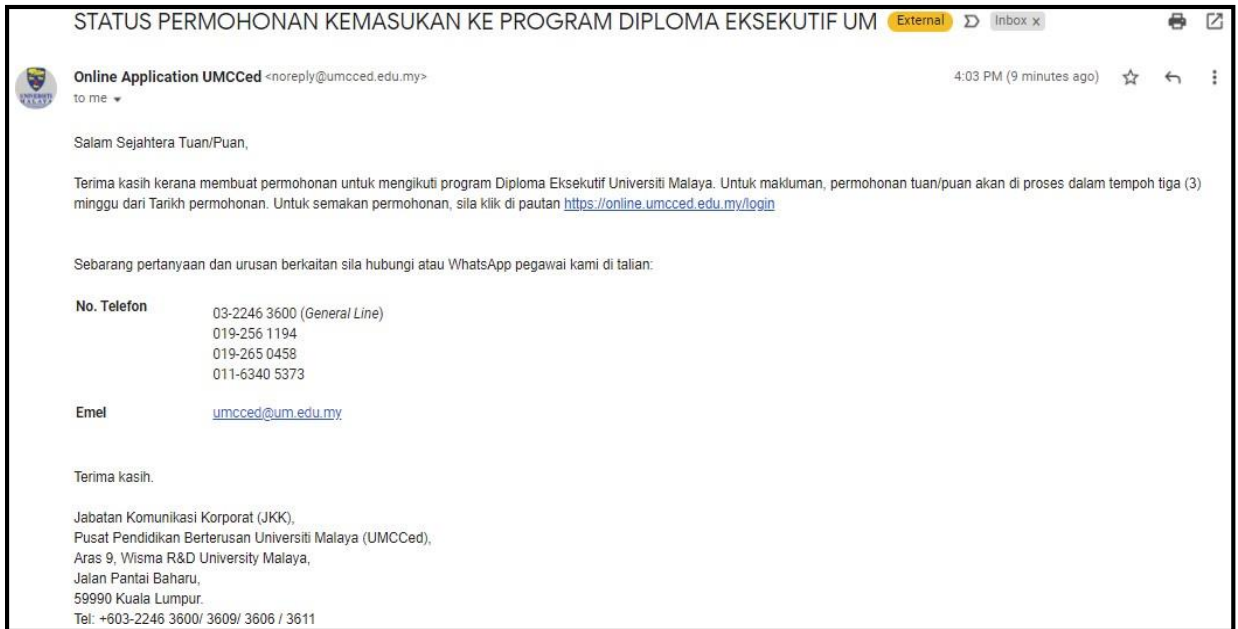 STATUS PERMOHONAN KEMASUKAN KE PROGRAM DIPLOMA EKSEKUTIF UM External Inbox x
Online Application UMCCed <noreply@umcced.edu.my> 4:03 PM (9 minutes ago)
to me
UNIVERSITI
MALAYA
Salam Sejahtera Tuan/Puan,
Terima kasih kerana membuat permohonan untuk mengikuti program Diploma Eksekutif Universiti Malaya. Untuk makluman, permohonan tuan/puan akan di proses dalam tempoh tiga (3)
minggu dari Tarikh permohonan. Untuk semakan permohonan, sila klik di pautan https://online.umcced.edu.my/login
Sebarang pertanyaan dan urusan berkaitan sila hubungi atau WhatsApp pegawai kami di talian:
No. Telefon 03-2246 3600 (General Line)
019-256 1194
019-265 0458
011-6340 5373
Emel umcced@um.edu.my
Terima kasih.
Jabatan Komunikasi Korporat (JKK),
Pusat Pendidikan Berterusan Universiti Malaya (UMCCed),
Aras 9, Wisma R&D University Malaya,
Jalan Pantai Baharu,
59990 Kuala Lumpur.
Tel: +603-2246 3600/ 3609/ 3606 / 3611